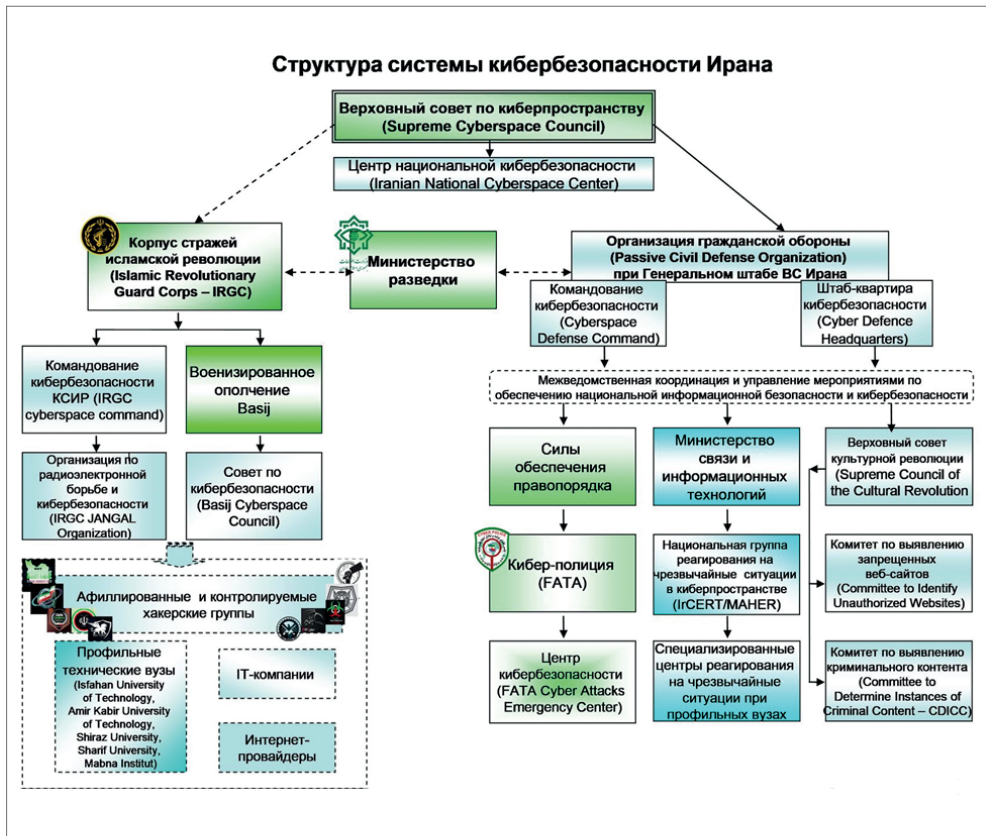 Структура системы кибербезопасности Ирана
Верховный совет по киберпространству
(Supreme Cyberspace Council)
Центр национальной кибербезопасности
(Iranian National Cyberspace Center)
Корпус стражей
исламской революции
(Islamic Revolutionary
Guard Corps – IRGC)
Министерство
разведки
Организация гражданской обороны
(Passive Civil Defense Organization)
при Генеральном штабе ВС Ирана
Командование
кибербезопасности
(Cyberspace
Defense Command)
Штаб-квартира
кибербезопасности
(Cyber Defence
Headquarters)
Командование
кибербезопасности
КСИР (IRGC
cyberspace command)
Военизированное
ополчение
Basij
Межведомственная координация и управление мероприятиями по
обеспечению национальной информационной безопасности и кибербезопасности
Организация по
радиоэлектронной
борьбе и
кибербезопасности
(IRGC JANGAL
Organization)
Совет по
кибербезопасности
(Basij Cyberspace
Council)
Силы
обеспечения
правопорядка
Министерство
связи и
информационных
технологий
Верховный совет
культурной революции
(Supreme Council of
the Cultural Revolution
Кибер-полиция
(FATA)
Национальная группа
реагирования на
чрезвычайные ситуации
в киберпространстве
(IrCERT/MAHER)
Комитет по выявлению
запрещенных
веб-сайтов
(Committee to Identify
Unauthorized Websites)
Афиллированные и контролируемые
хакерские группы
Профильные
технические вузы
(Isfahan University
of Technology,
Amir Kabir University
of Technology,
Shiraz University,
Sharif University,
Mabna Institut)
IT-компании
Интернет-
провайдеры
Центр
кибербезопасности
(FATA Cyber Attacks
Emergency Center)
Специализированные
центры реагирования
на чрезвычайные
ситуации при
профильных вузах
Комитет по выявлению
криминального контента
(Committee to
Determine Instances of
Criminal Content – CDICC)